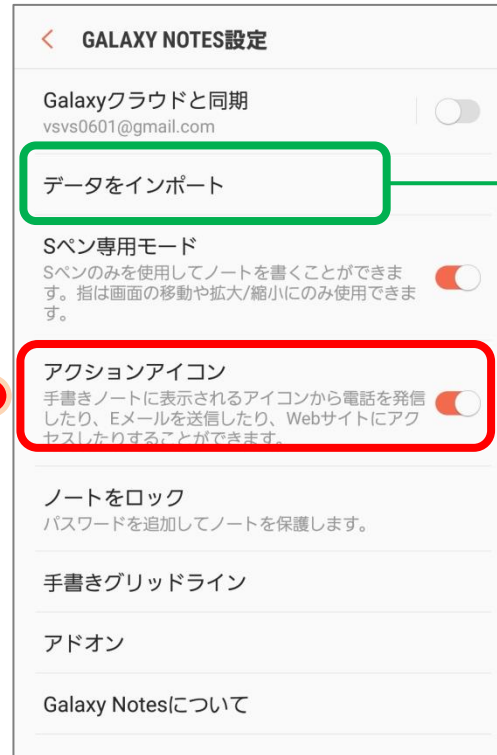 GALAXY NOTES設定
Galaxyクラウドと同期
vsvs0601@gmail.com
データをインポート
Sペン専用モード
Sペンのみを使用してノートを書くことができま
す。指は画面の移動や拡大/縮小にのみ使用できま
す。
アクションアイコン
手書きノートに表示されるアイコンから電話を発信
したり、Eメールを送信したり、Webサイトにアク
セスしたりすることができます。
ノートをロック
パスワードを追加してノートを保護します。
手書きグリッドライン
アドオン
Galaxy Notesについて